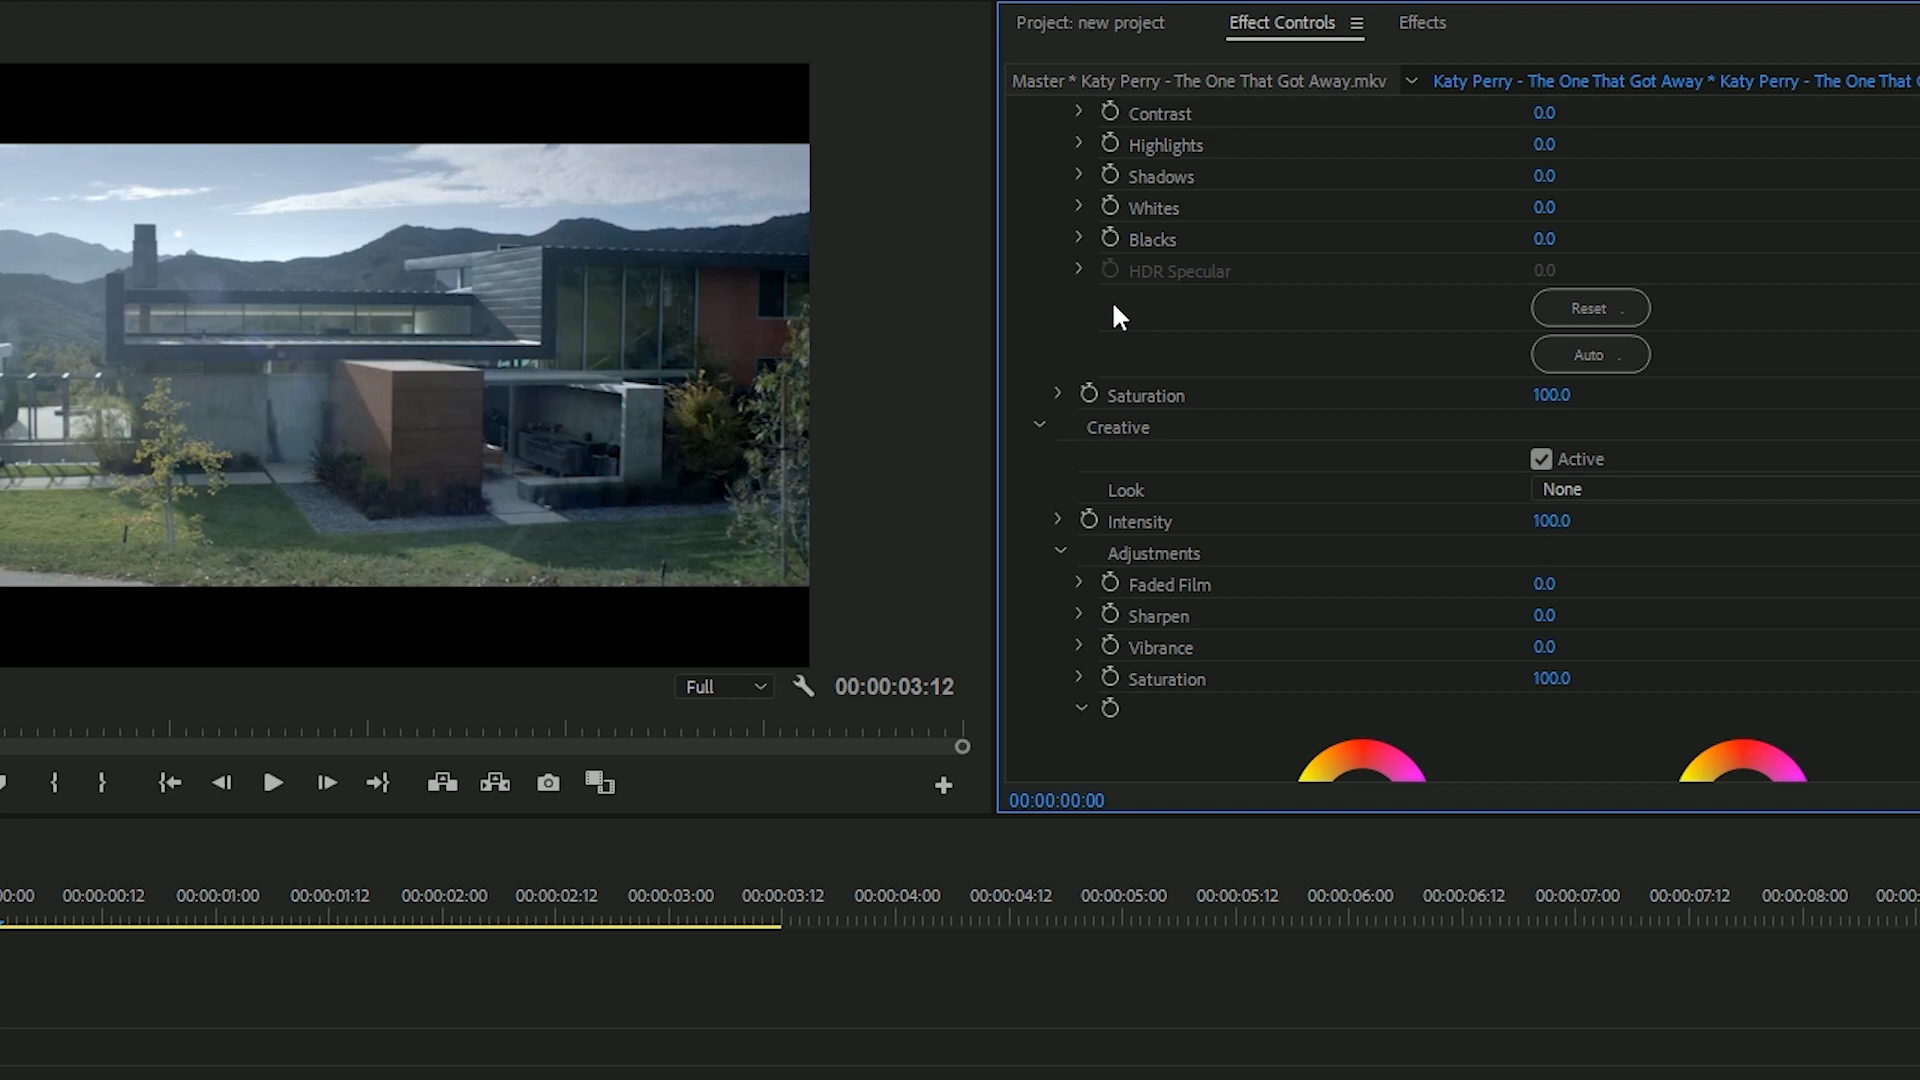 Project: new project
Effect Controls
Effects
Master * Katy Perry - The One That Got Away.mkv
Katy Perry - The One That Got Away * Katy Perry - The One That
Contrast 0.0
Highlights 0.0
Shadows 0.0
Whites 0.0
Blacks 0.0
HDR Specular 0.0
Reset
Auto
Saturation 100.0
Creative
Active
Look None
Intensity 100.0
Adjustments
Faded Film 0.0
Sharpen 0.0
Vibrance 0.0
Saturation 100.0
Full
00:00:03:12
00:00:00:00
00:00 00:00:00:12 00:00:01:00 00:00:01:12 00:00:02:00 00:00:02:12 00:00:03:00 00:00:03:12 00:00:04:00 00:00:04:12 00:00:05:00 00:00:05:12 00:00:06:00 00:00:06:12 00:00:07:00 00:00:07:12 00:00:08:00 00:00: